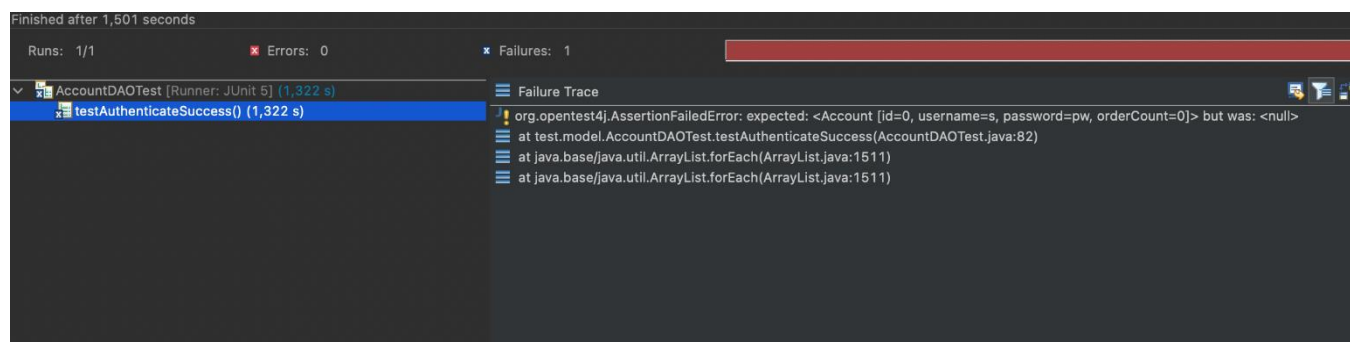 Finished after 1,501 seconds
Runs: 1/1 Errors: 0 Failures: 1
AccountDAOTest [Runner: JUnit 5] (1,322 s)
testAuthenticateSuccess() (1,322 s)
Failure Trace
org.opentest4j.AssertionFailedError: expected: <Account [id=0, username=s, password=pw, orderCount=0]> but was: <null>
at test.model.AccountDAOTest.testAuthenticateSuccess(AccountDAOTest.java:82)
at java.base/java.util.ArrayList.forEach(ArrayList.java:1511)
at java.base/java.util.ArrayList.forEach(ArrayList.java:1511)